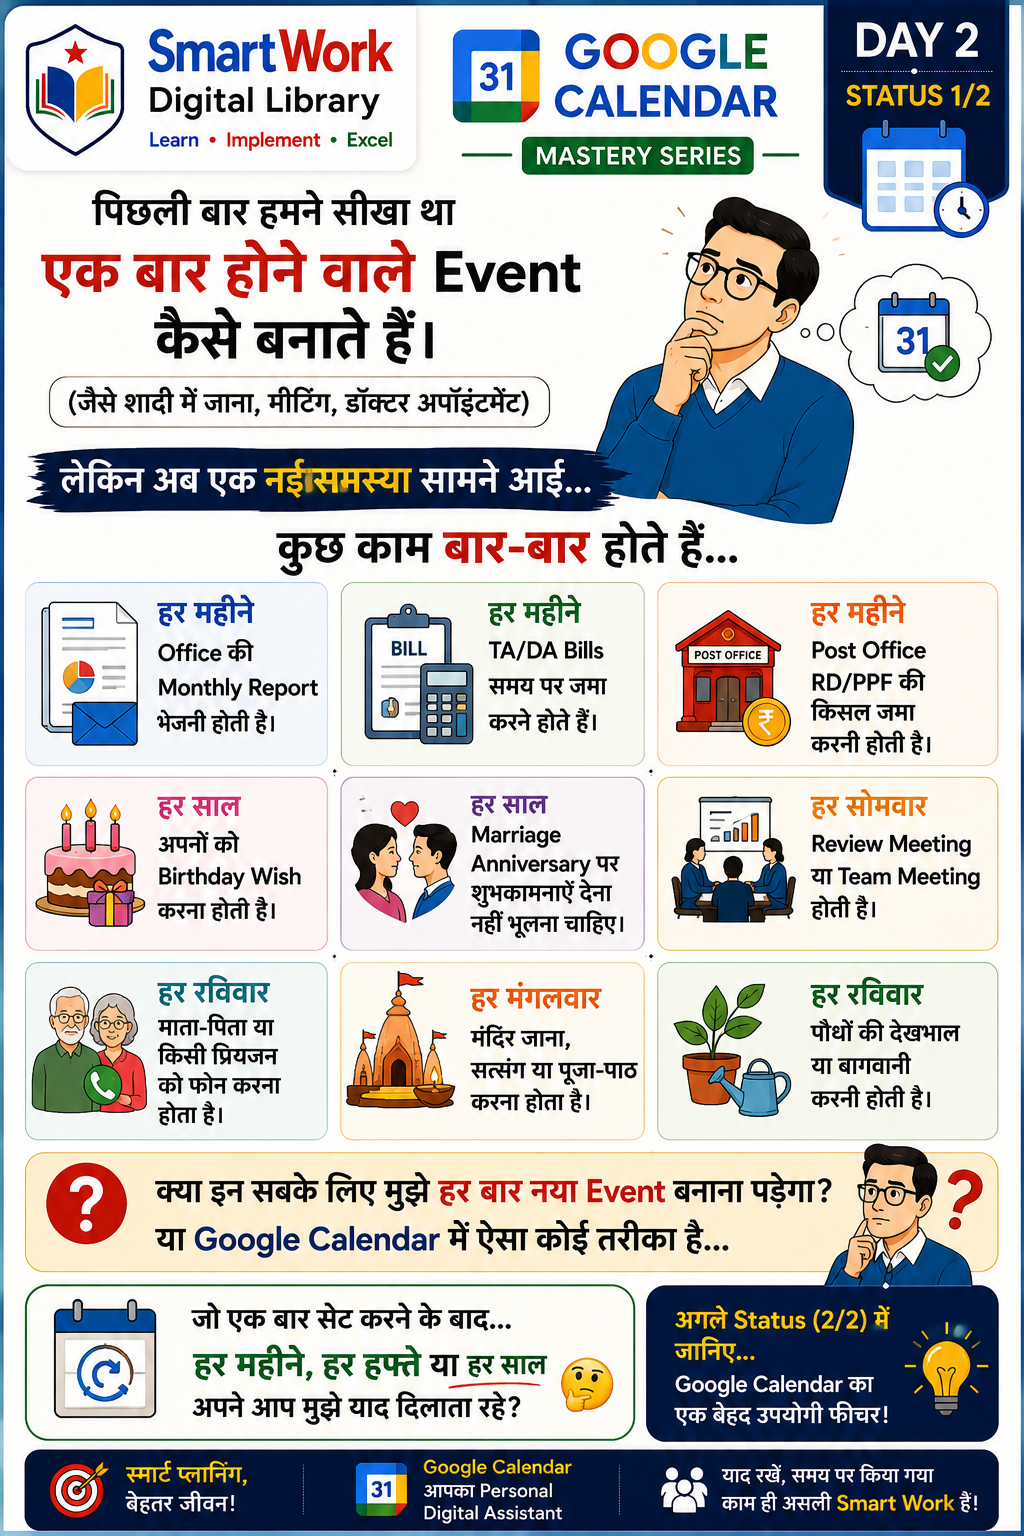 SmartWork
Digital Library
Learn • Implement • Excel
31
GOOGLE
CALENDAR
MASTERY SERIES
DAY 2
STATUS 1/2
पिछली बार हमने सीखा था
एक बार होने वाले Event
कैसे बनाते हैं।
(जैसे शादी में जाना, मीटिंग, डॉक्टर अपॉइंटमेंट)
31
लेकिन अब एक नई समस्या सामने आई...
कुछ काम बार-बार होते हैं...
हर महीने
Office की
Monthly Report
भेजनी होती है।
BILL
हर महीने
TA/DA Bills
समय पर जमा
करने होते हैं।
POST OFFICE
₹
हर महीने
Post Office
RD/PPF की
किसल जमा
करनी होती है।
हर साल
अपनों को
Birthday Wish
करना होती है।
हर साल
Marriage
Anniversary पर
शुभकामनाऐं देना
नहीं भूलना चाहिए।
हर सोमवार
Review Meeting
या Team Meeting
होती है।
हर रविवार
माता-पिता या
किसी प्रियजन
को फोन करना
होता है।
हर मंगलवार
मंदिर जाना,
सत्संग या पूजा-पाठ
करना होता है।
हर रविवार
पौधों की देखभाल
या बागवानी
करनी होती है।
?
क्या इन सबके लिए मुझे हर बार नया Event बनाना पड़ेगा?
या Google Calendar में ऐसा कोई तरीका है...
?
जो एक बार सेट करने के बाद...
हर महीने, हर हफ्ते या हर साल
अपने आप मुझे याद दिलाता रहे?
अगले Status (2/2) में
जानिए...
Google Calendar का
एक बेहद उपयोगी फीचर!
स्मार्ट प्लानिंग,
बेहतर जीवन!
31
Google Calendar
आपका Personal
Digital Assistant
याद रखें, समय पर किया गया
काम ही असली Smart Work हैं!